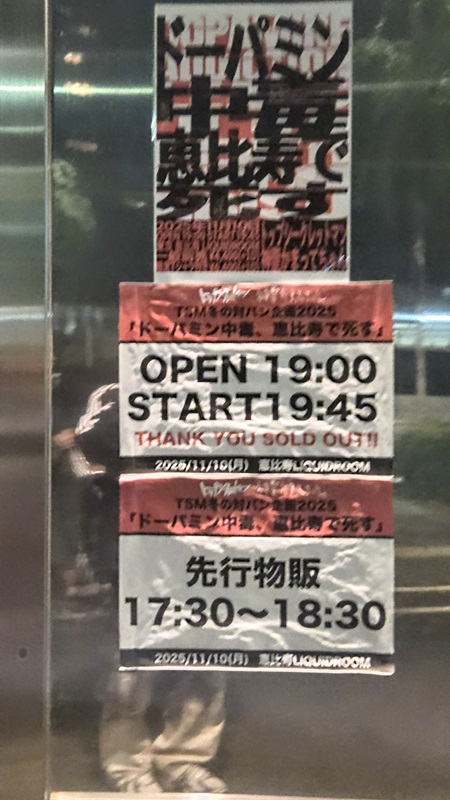 ドーパミン
中毒
恵比寿で
死す
TSM冬の対バン企画2025
「ドーパミン中毒、恵比寿で死す」
OPEN 19:00
START19:45
THANK YOU SOLD OUT!!
2025/11/10(月) 恵比寿LIQUIDROOM
TSM冬の対バン企画2025
「ドーパミン中毒、恵比寿で死す」
先行物販
17:30〜18:30
2025/11/10(月) 恵比寿LIQUIDROOM